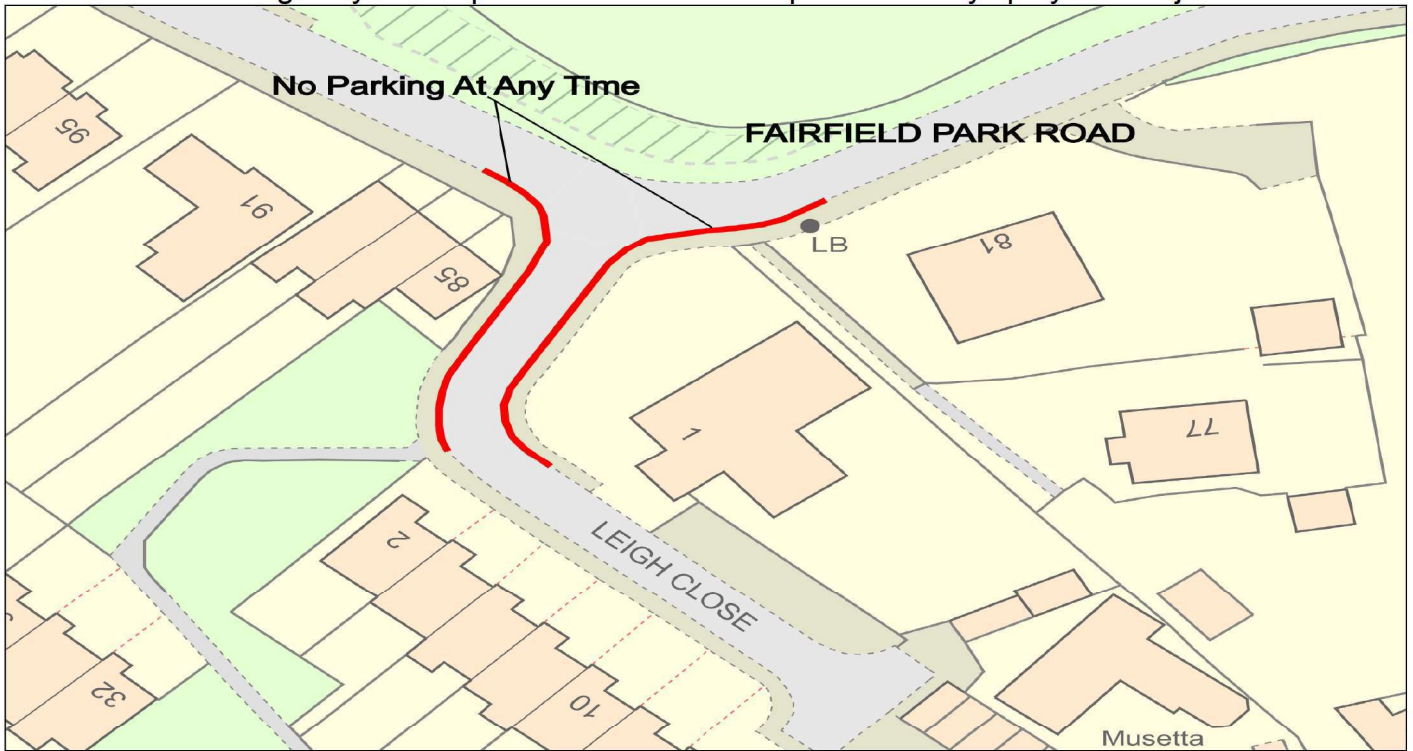 No Parking At Any Time
FAIRFIELD PARK ROAD
95
91
85
LB
81
1
77
2
LEIGH CLOSE
10
32
Musetta